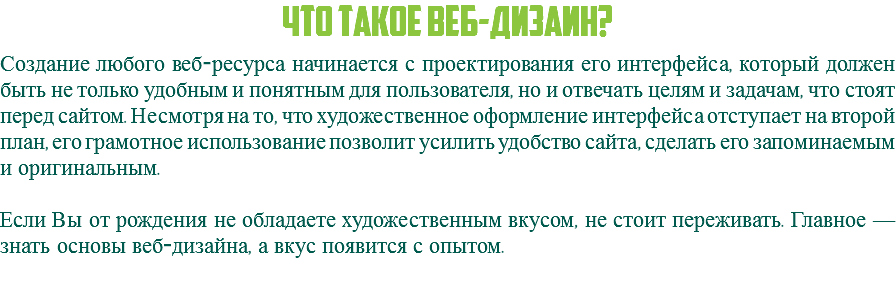 ЧТО ТАКОЕ ВЕБ-ДИЗАИН?
Создание любого веб-ресурса начинается с проектирования его интерфейса, который должен
быть не только удобным и понятным для пользователя, но и отвечать целям и задачам, что стоят
перед сайтом. Несмотря на то, что художественное оформление интерфейса отступает на второй
план, его грамотное использование позволит усилить удобство сайта, сделать его запоминаемым
и оригинальным.
Если Вы от рождения не обладаете художественным вкусом, не стоит переживать. Главное —
знать основы веб-дизайна, а вкус появится с опытом.